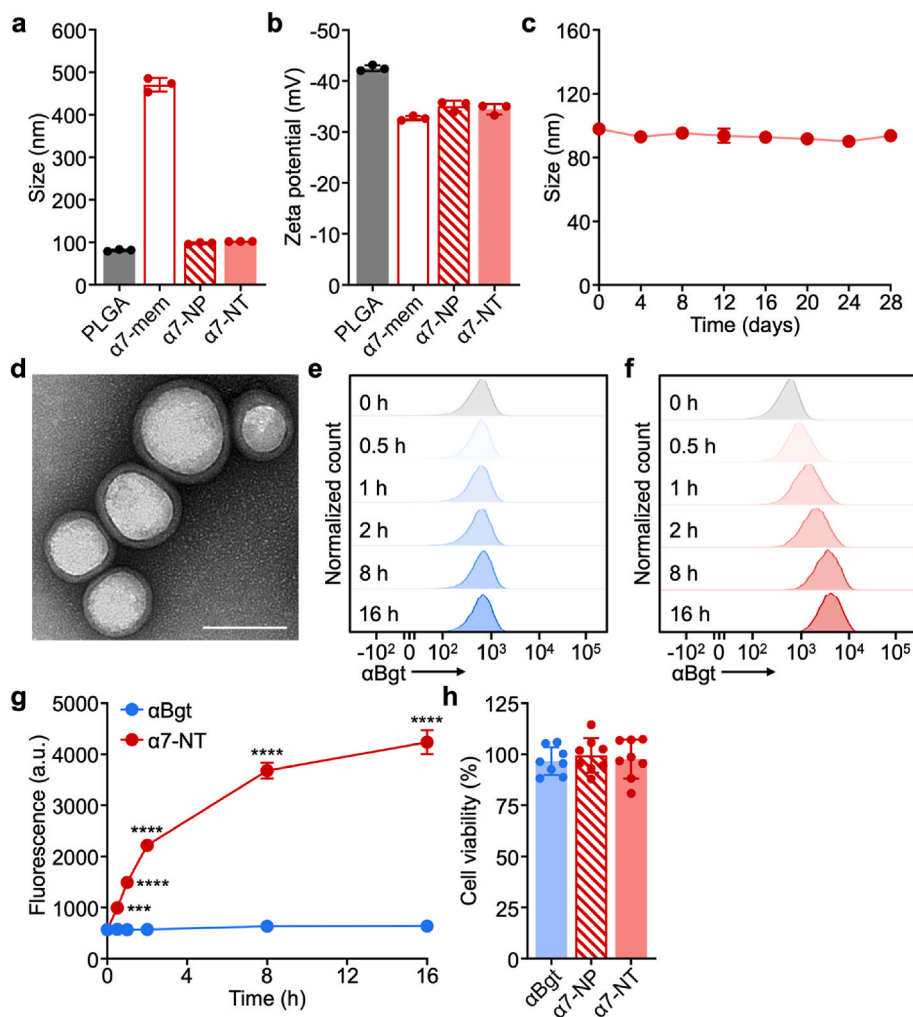 a
Size (nm)
600
500
400
300
200
100
0
PLGA
α7-mem
α7-NP
α7-NT
b
Zeta potential (mV)
-50
-40
-30
-20
-10
0
PLGA
α7-mem
α7-NP
α7-NT
c
Size (nm)
160
120
80
40
0
0 4 8 12 16 20 24 28
Time (days)
d
e
Normalized count
0 h
0.5 h
1 h
2 h
8 h
16 h
-10² 0 10² 10³ 10⁴ 10⁵
αBgt
f
Normalized count
0 h
0.5 h
1 h
2 h
8 h
16 h
-10² 0 10² 10³ 10⁴ 10⁵
αBgt
g
αBgt
α7-NT
Fluorescence (a.u.)
5000
4000
3000
2000
1000
0
***
****
****
****
****
0 4 8 12 16
Time (h)
h
Cell viability (%)
125
100
75
50
25
0
αBgt
α7-NP
α7-NT